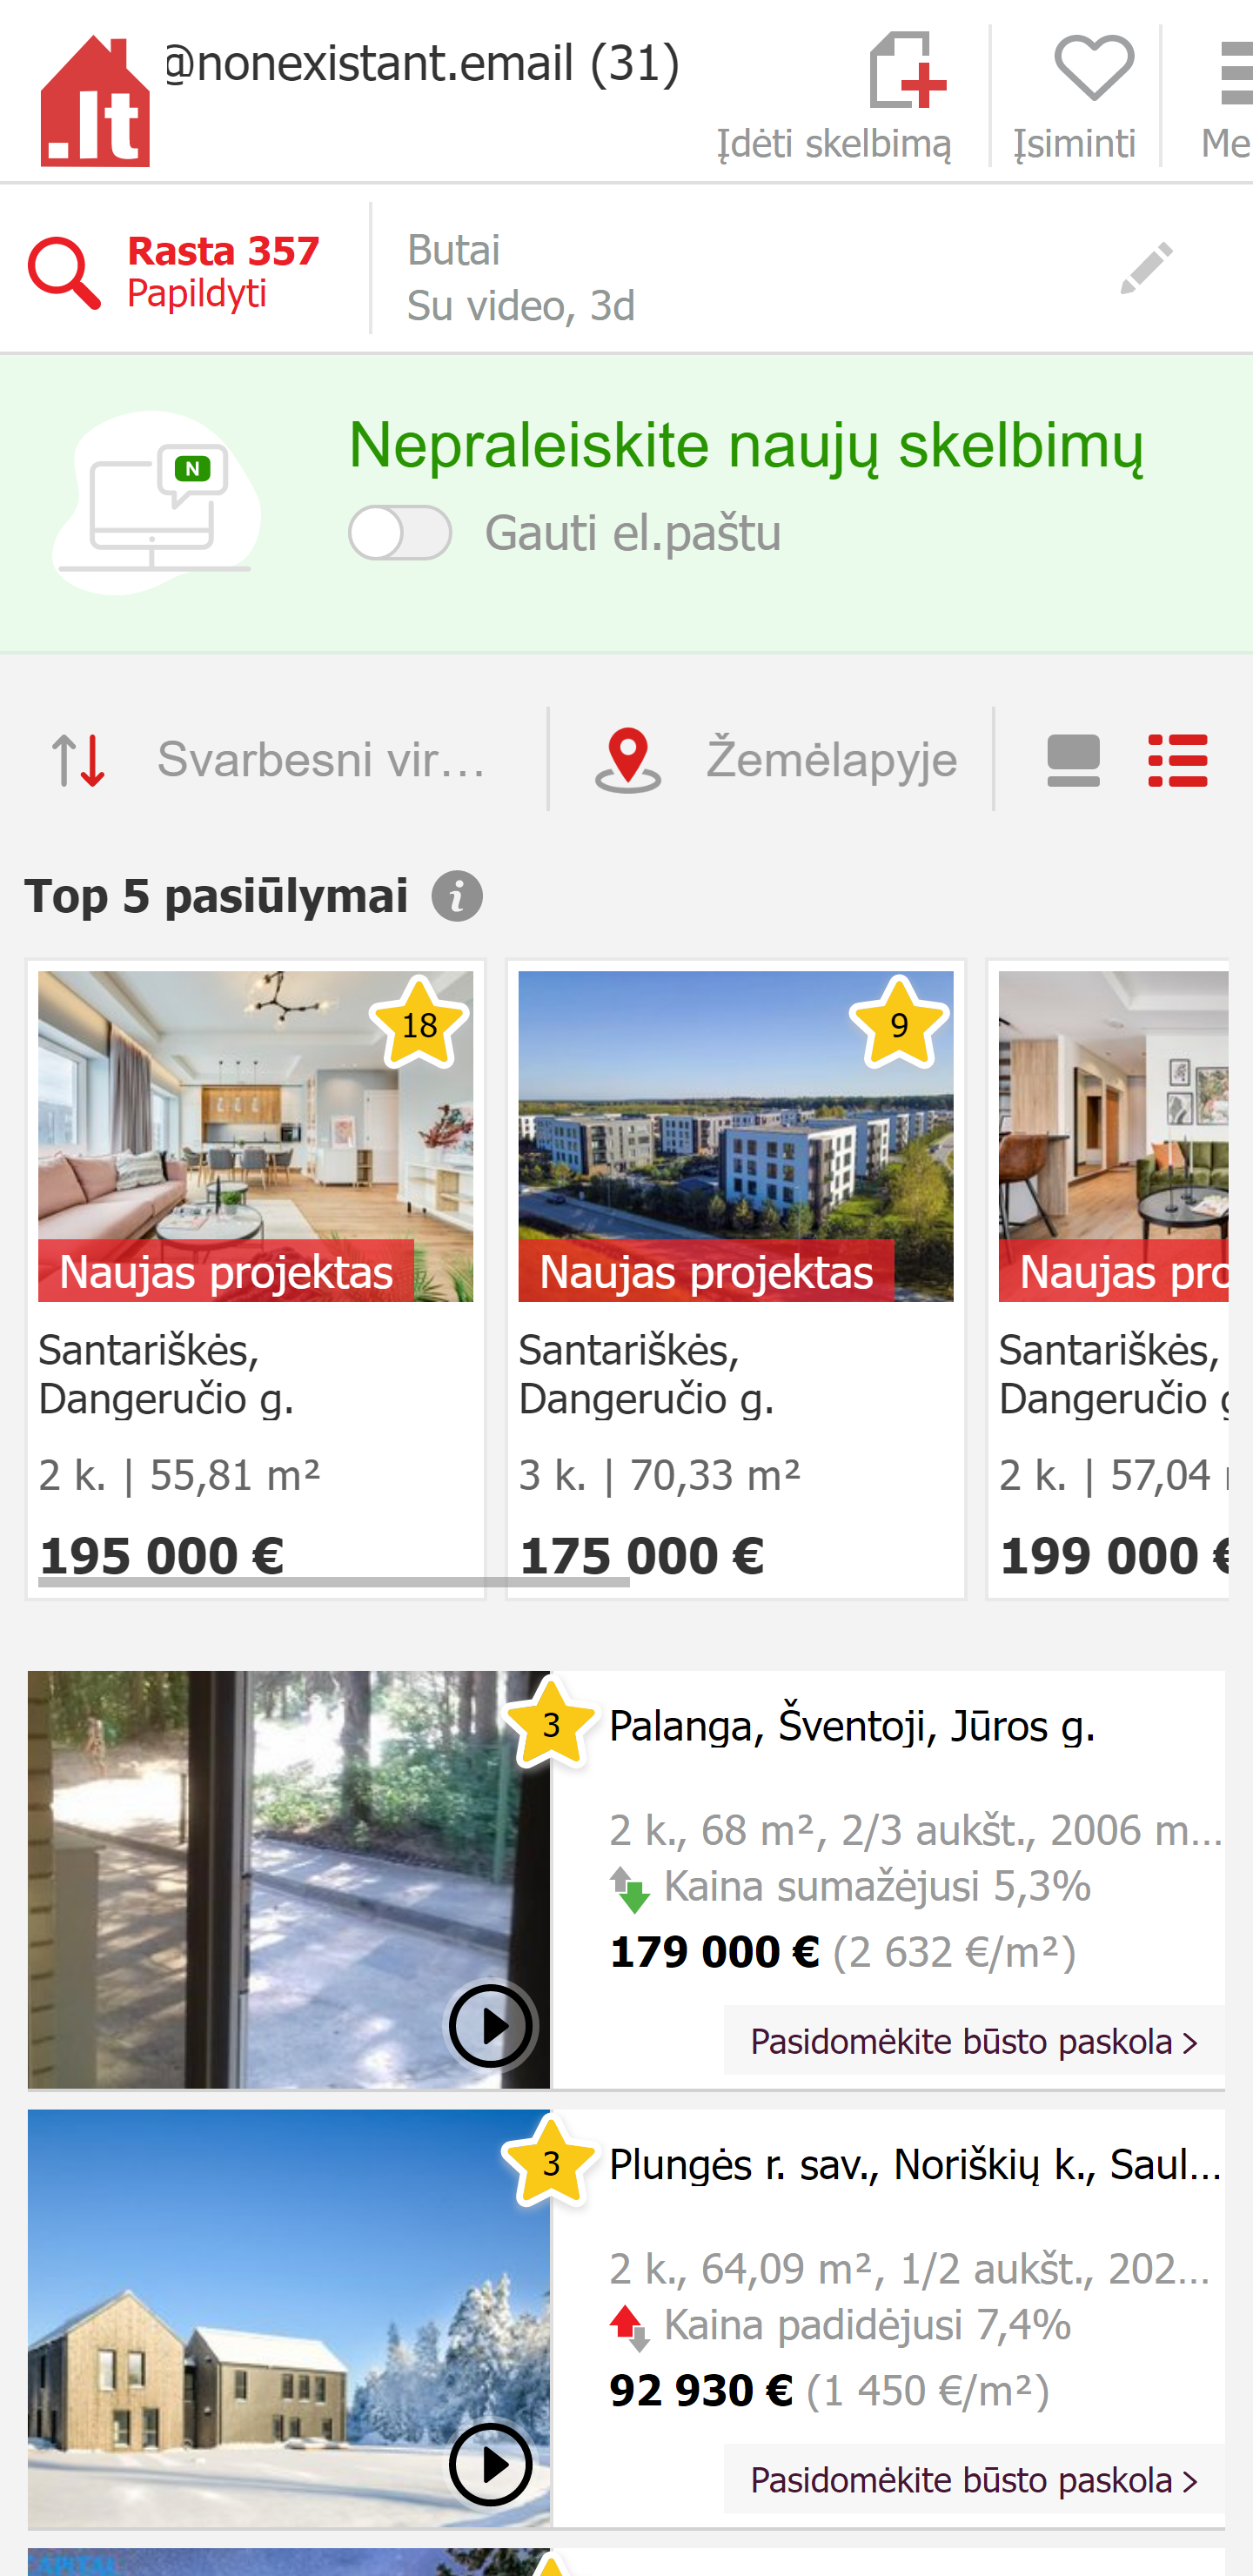 .lt
@nonexistant.email (31)
Įdėti skelbimą
Įsiminti
Me
Rasta 357
Papildyti
Butai
Su video, 3d
N
Nepraleiskite naujų skelbimų
Gauti el.paštu
Svarbesni vir...
Žemėlapyje
Top 5 pasiūlymai
i
18
Naujas projektas
Santariškės,
Dangeručio g.
2 k. | 55,81 m²
195 000 €
9
Naujas projektas
Santariškės,
Dangeručio g.
3 k. | 70,33 m²
175 000 €
Naujas pro
Santariškės,
Dangeručio g
2 k. | 57,04
199 000 €
3
Palanga, Šventoji, Jūros g.
2 k., 68 m², 2/3 aukšt., 2006 m...
Kaina sumažėjusi 5,3%
179 000 € (2 632 €/m²)
Pasidomėkite būsto paskola >
3
Plungės r. sav., Noriškių k., Saul...
2 k., 64,09 m², 1/2 aukšt., 202...
Kaina padidėjusi 7,4%
92 930 € (1 450 €/m²)
Pasidomėkite būsto paskola >